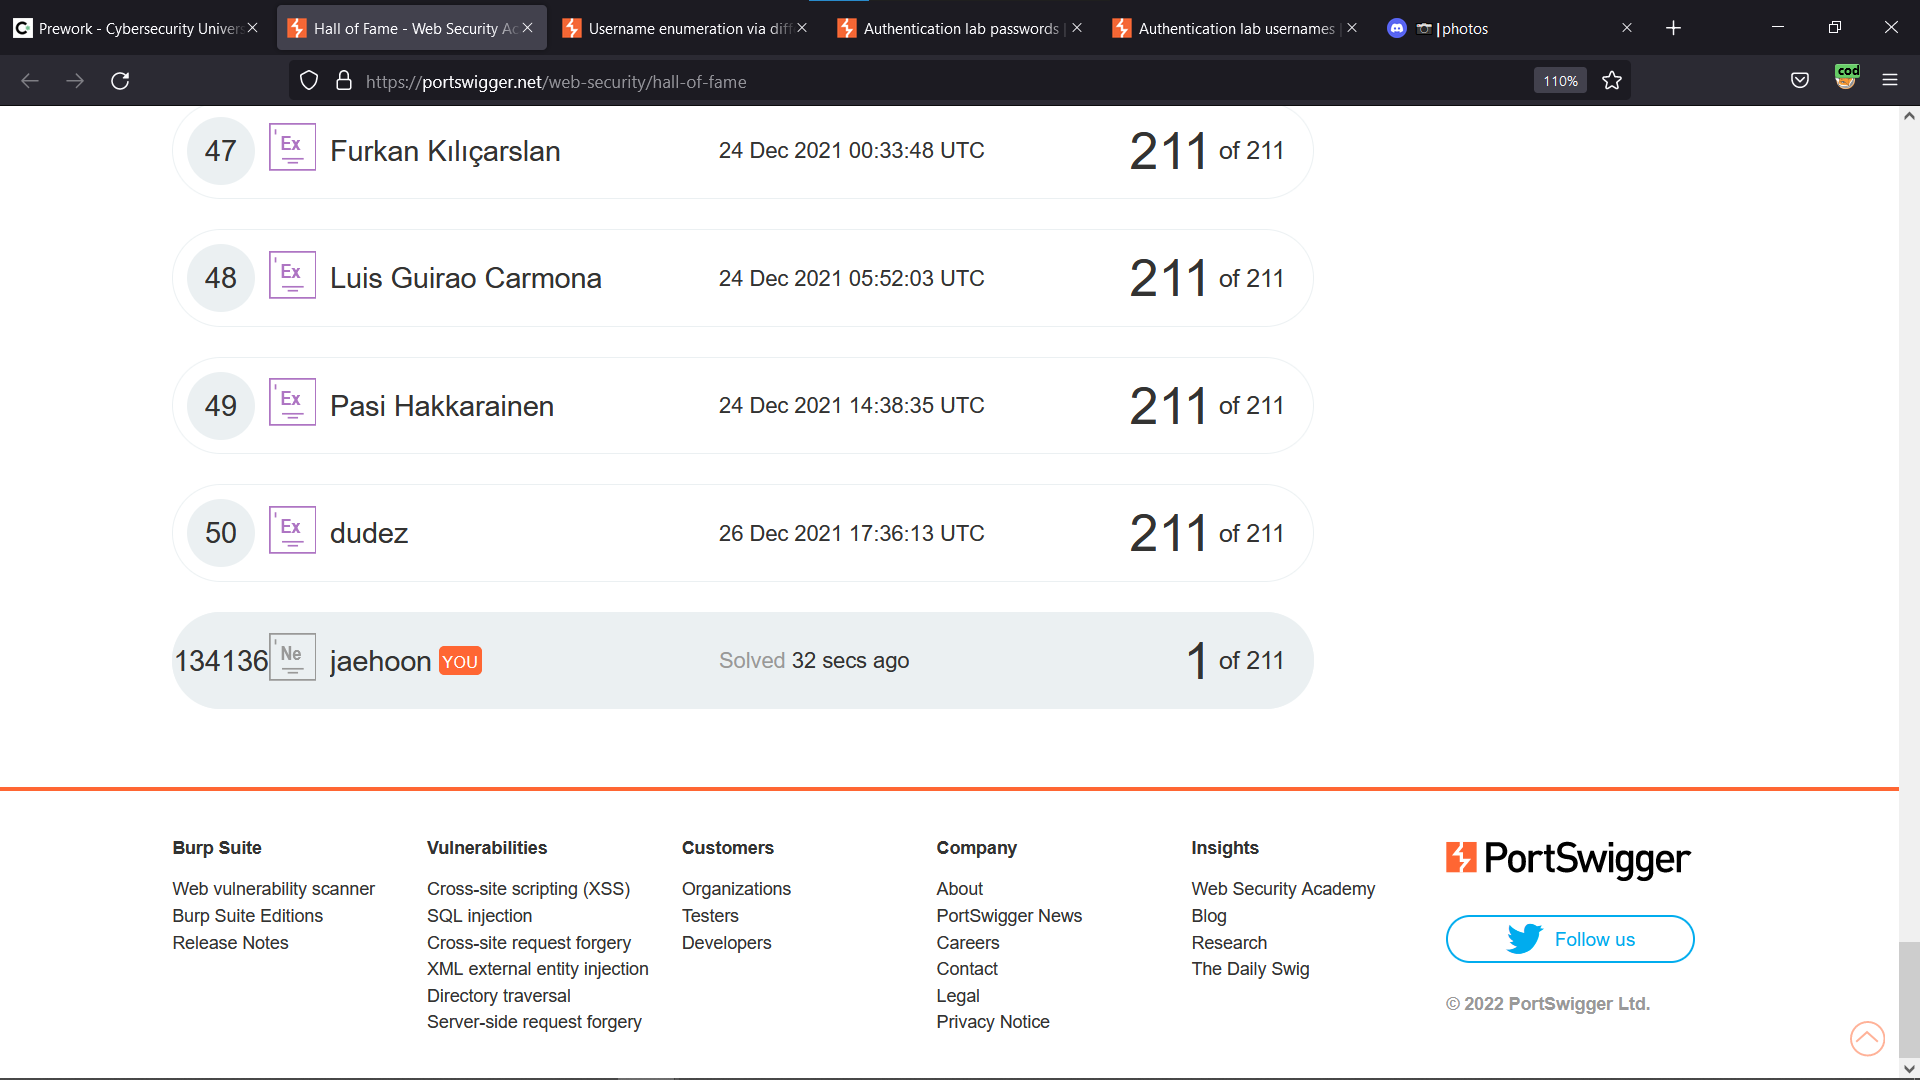 Prework - Cybersecurity Univers
Hall of Fame - Web Security Ac
Username enumeration via diff
Authentication lab passwords |
Authentication lab usernames |
📷 | photos
https://portswigger.net/web-security/hall-of-fame
110%
cod
47 Ex Furkan Kılıçarslan 24 Dec 2021 00:33:48 UTC 211 of 211
48 Ex Luis Guirao Carmona 24 Dec 2021 05:52:03 UTC 211 of 211
49 Ex Pasi Hakkarainen 24 Dec 2021 14:38:35 UTC 211 of 211
50 Ex dudez 26 Dec 2021 17:36:13 UTC 211 of 211
134136 Ne jaehoon YOU Solved 32 secs ago 1 of 211
Burp Suite
Web vulnerability scanner
Burp Suite Editions
Release Notes
Vulnerabilities
Cross-site scripting (XSS)
SQL injection
Cross-site request forgery
XML external entity injection
Directory traversal
Server-side request forgery
Customers
Organizations
Testers
Developers
Company
About
PortSwigger News
Careers
Contact
Legal
Privacy Notice
Insights
Web Security Academy
Blog
Research
The Daily Swig
PortSwigger
Follow us
© 2022 PortSwigger Ltd.